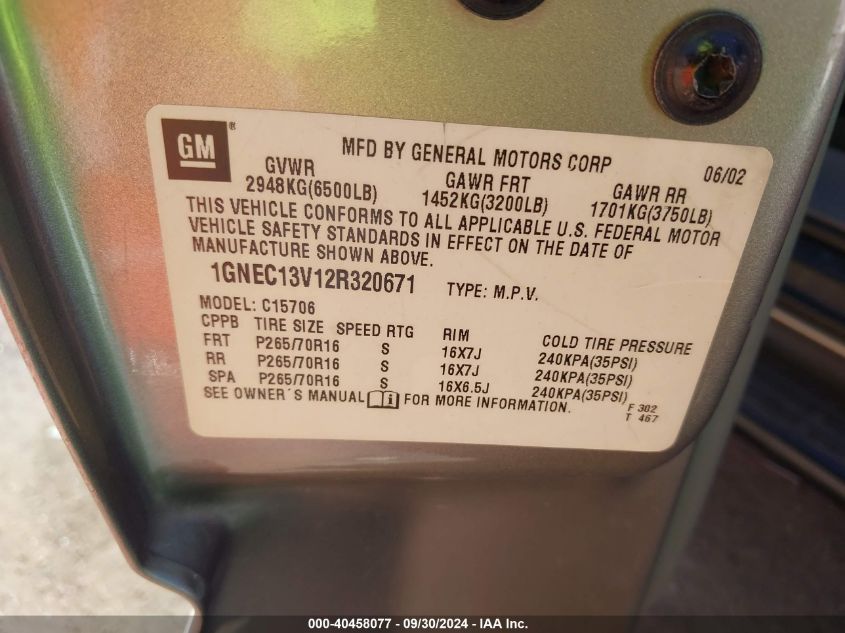 GM®
MFD BY GENERAL MOTORS CORP 06/02
GVWR GAWR FRT GAWR RR
2948KG(6500LB) 1452KG(3200LB) 1701KG(3750LB)
THIS VEHICLE CONFORMS TO ALL APPLICABLE U.S. FEDERAL MOTOR
VEHICLE SAFETY STANDARDS IN EFFECT ON THE DATE OF
MANUFACTURE SHOWN ABOVE.
1GNEC13V12R320671 TYPE: M.P.V.
MODEL: C15706
CPPB TIRE SIZE SPEED RTG RIM COLD TIRE PRESSURE
FRT P265/70R16 S 16X7J 240KPA(35PSI)
RR P265/70R16 S 16X7J 240KPA(35PSI)
SPA P265/70R16 S 16X6.5J 240KPA(35PSI)
SEE OWNER'S MANUAL FOR MORE INFORMATION.
F 302
T 467
000-40458077 - 09/30/2024 - IAA Inc.